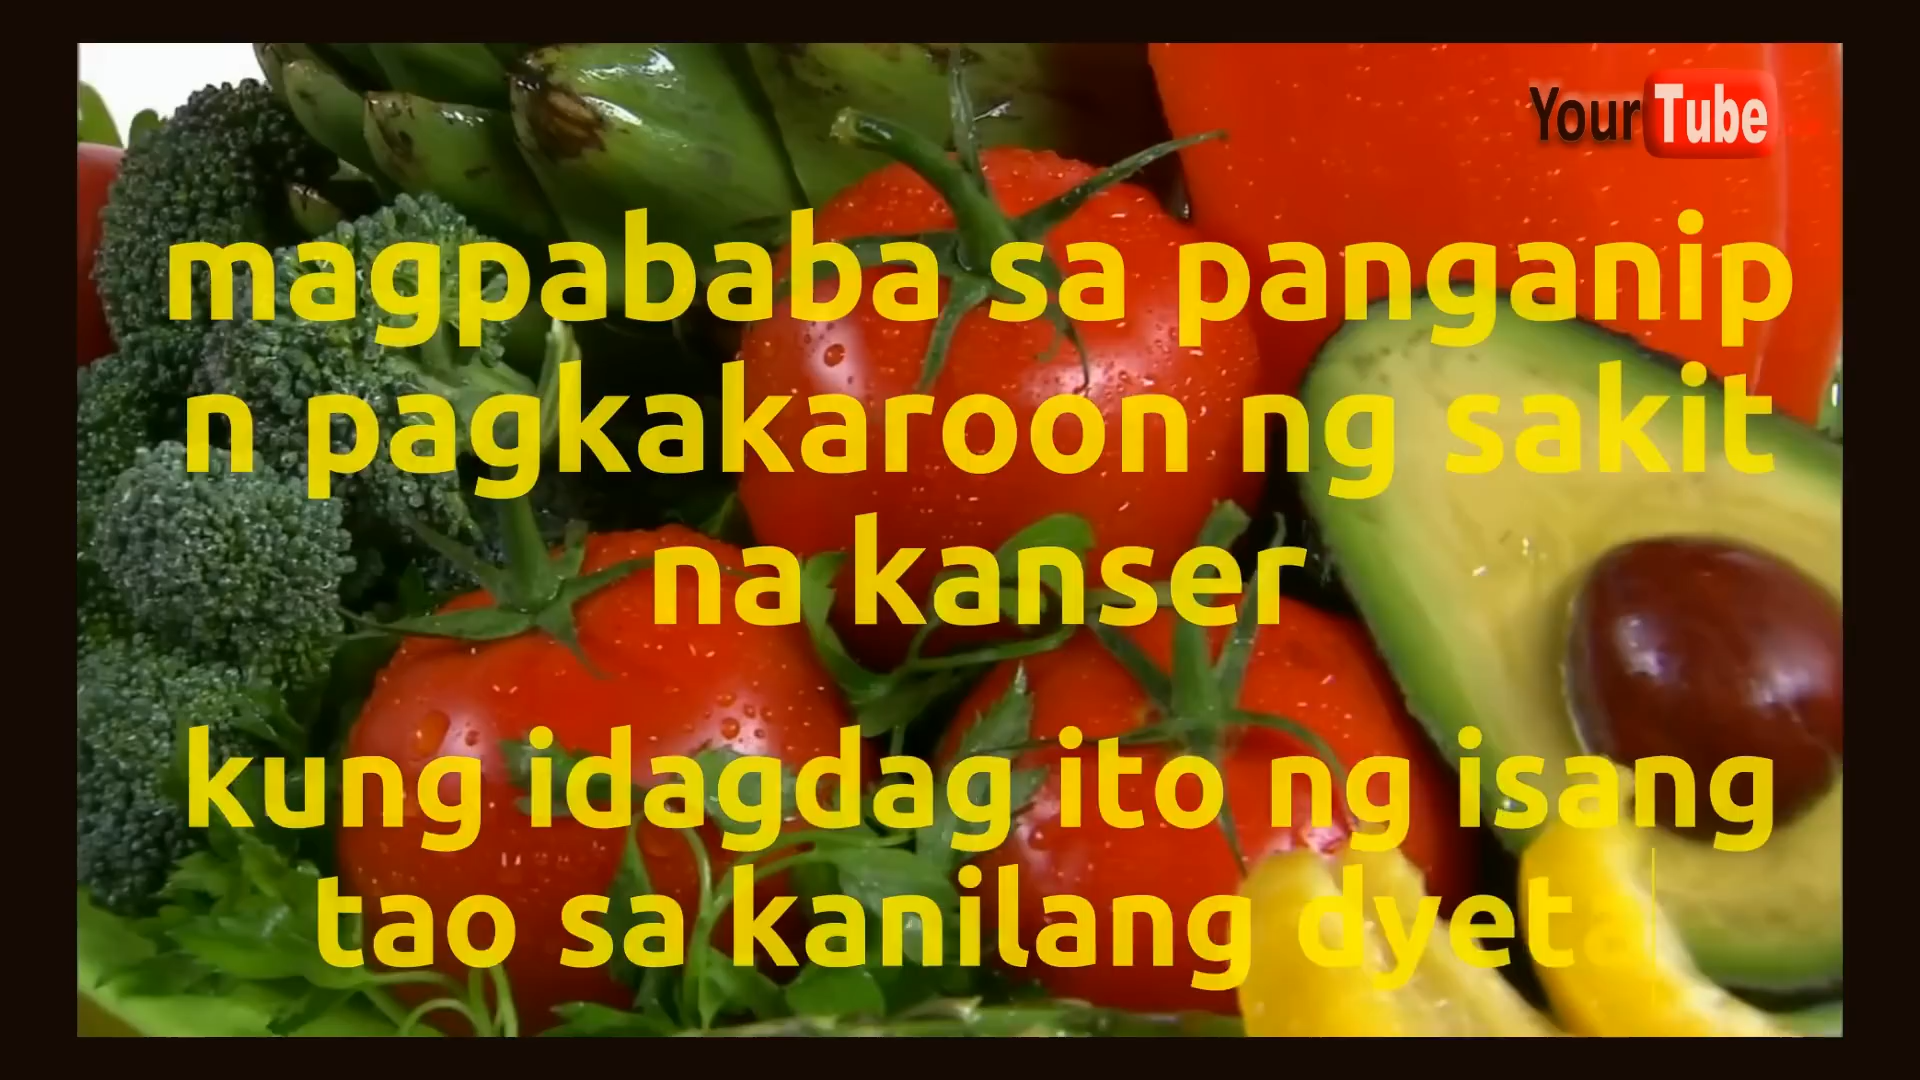 YourTube
magpababa sa panganip
n pagkakaroon ng sakit
na kanser
kung idagdag ito ng isang
tao sa kanilang dyeta